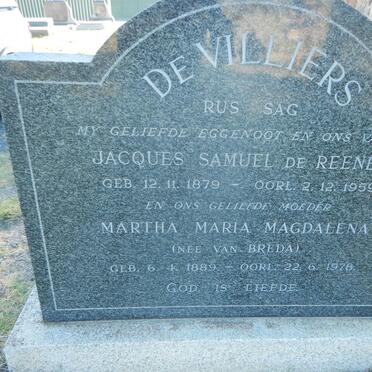 DE VILLIERS
RUS SAG
MY GELIEFDE EGGENOOT EN ONS
JACQUES SAMUEL DE REENE
GEB. 12. 11. 1879 – OORL. 2. 12. 1959
EN ONS GELIEFDE MOEDER
MARTHA MARIA MAGDALENA
(NEE VAN BREDA)
GEB. 6. 4. 1889 – OORL. 22. 6. 1978
GOD IS LIEFDE